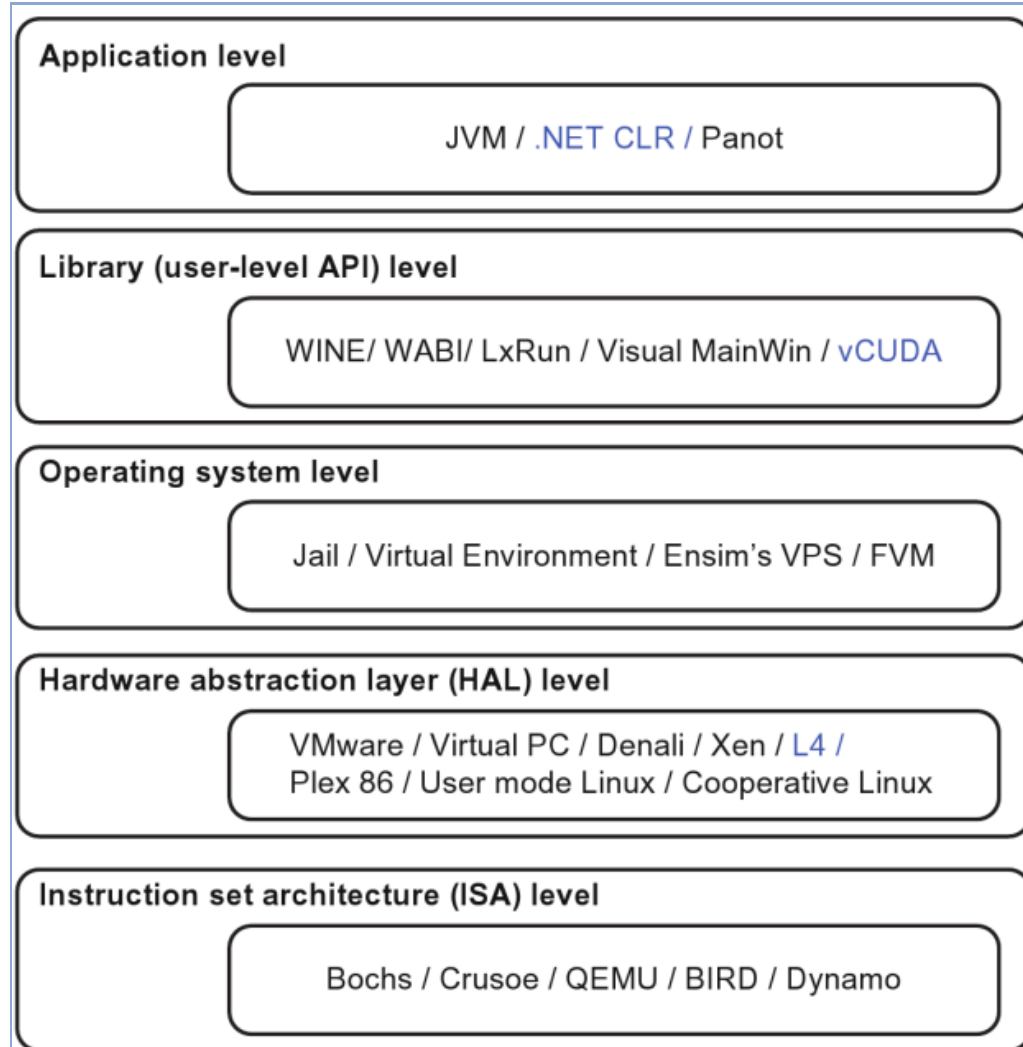 Application level
JVM / .NET CLR / Panot
Library (user-level API) level
WINE/ WABI/ LxRun / Visual MainWin / vCUDA
Operating system level
Jail / Virtual Environment / Ensim’s VPS / FVM
Hardware abstraction layer (HAL) level
VMware / Virtual PC / Denali / Xen / L4 /
Plex 86 / User mode Linux / Cooperative Linux
Instruction set architecture (ISA) level
Bochs / Crusoe / QEMU / BIRD / Dynamo